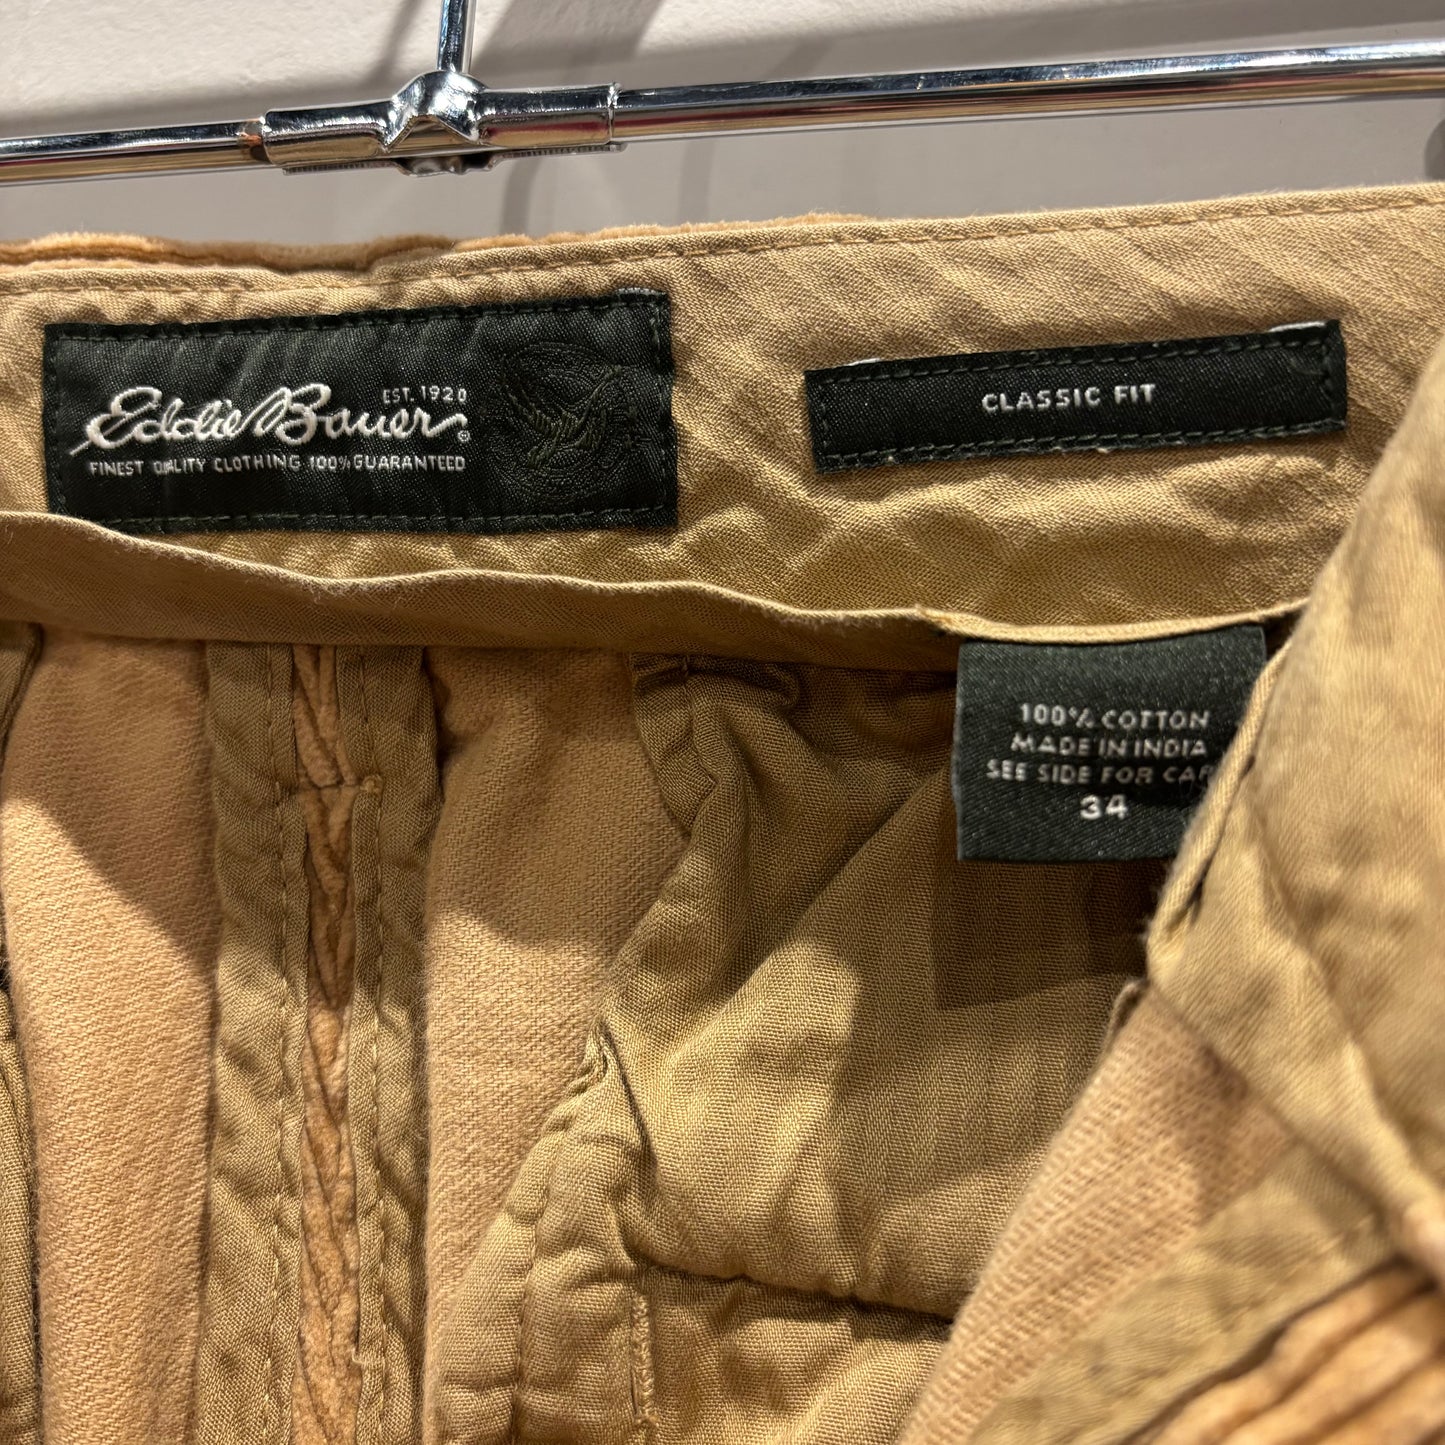 EST. 1920
Eddie Bauer®
FINEST QUALITY CLOTHING 100% GUARANTEED
CLASSIC FIT
100% COTTON
MADE IN INDIA
SEE SIDE FOR
34